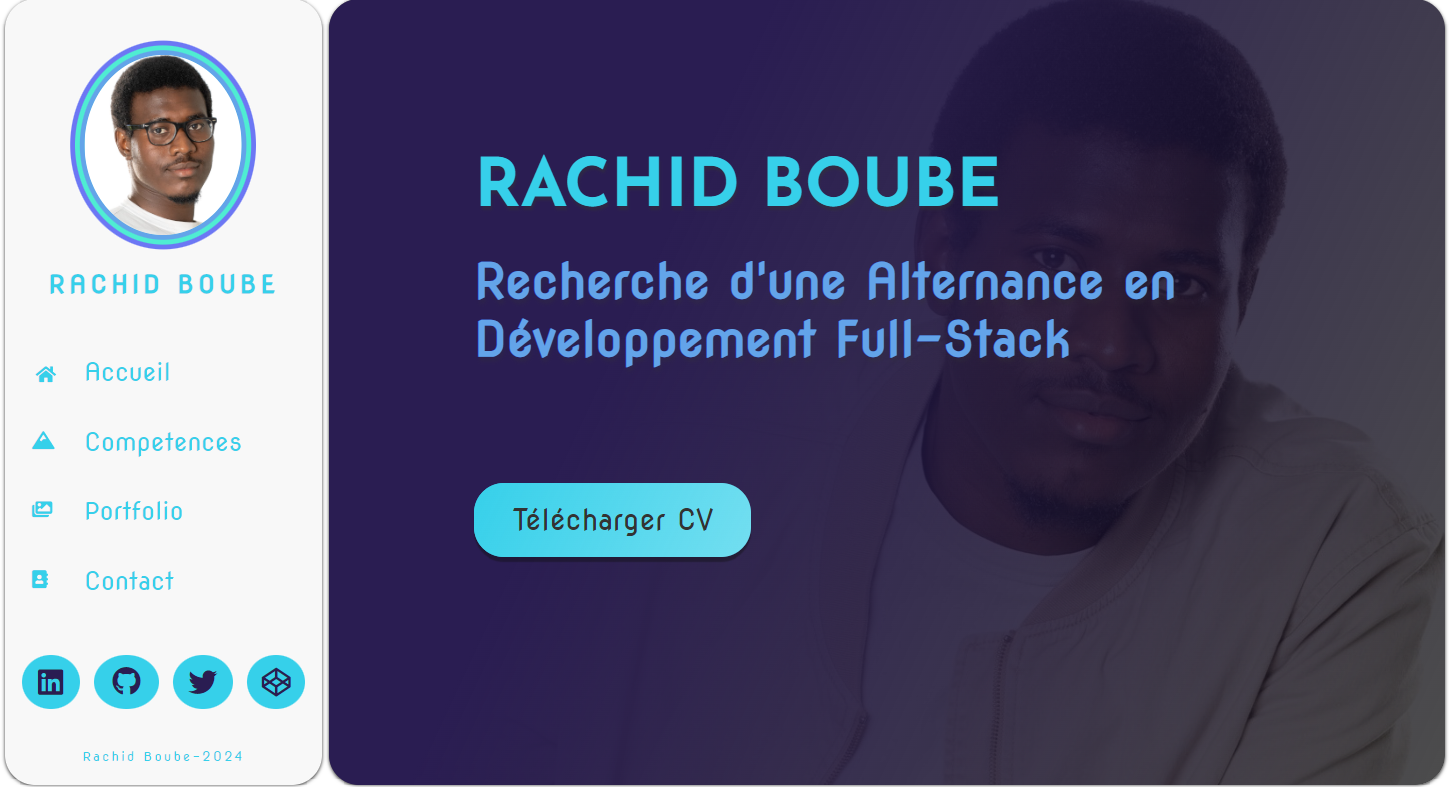 RACHID BOUBE
Accueil
Competences
Portfolio
Contact
in
Rachid Boube-2024
RACHID BOUBE
Recherche d'une Alternance en
Développement Full-Stack
Télécharger CV